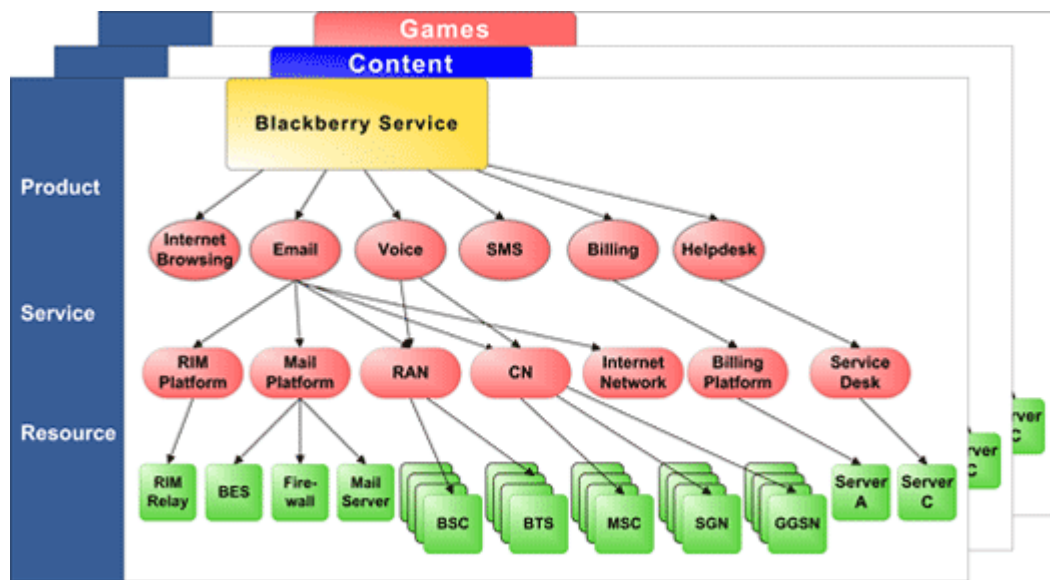 Games
Content
Blackberry Service
Product
Internet
Browsing
Email
Voice
SMS
Billing
Helpdesk
Service
RIM
Platform
Mail
Platform
RAN
CN
Internet
Network
Billing
Platform
Service
Desk
Resource
RIM
Relay
BES
Fire-
wall
Mail
Server
BSC
BTS
MSC
SGN
GGSN
Server
A
Server
C
rver
C
erver
C